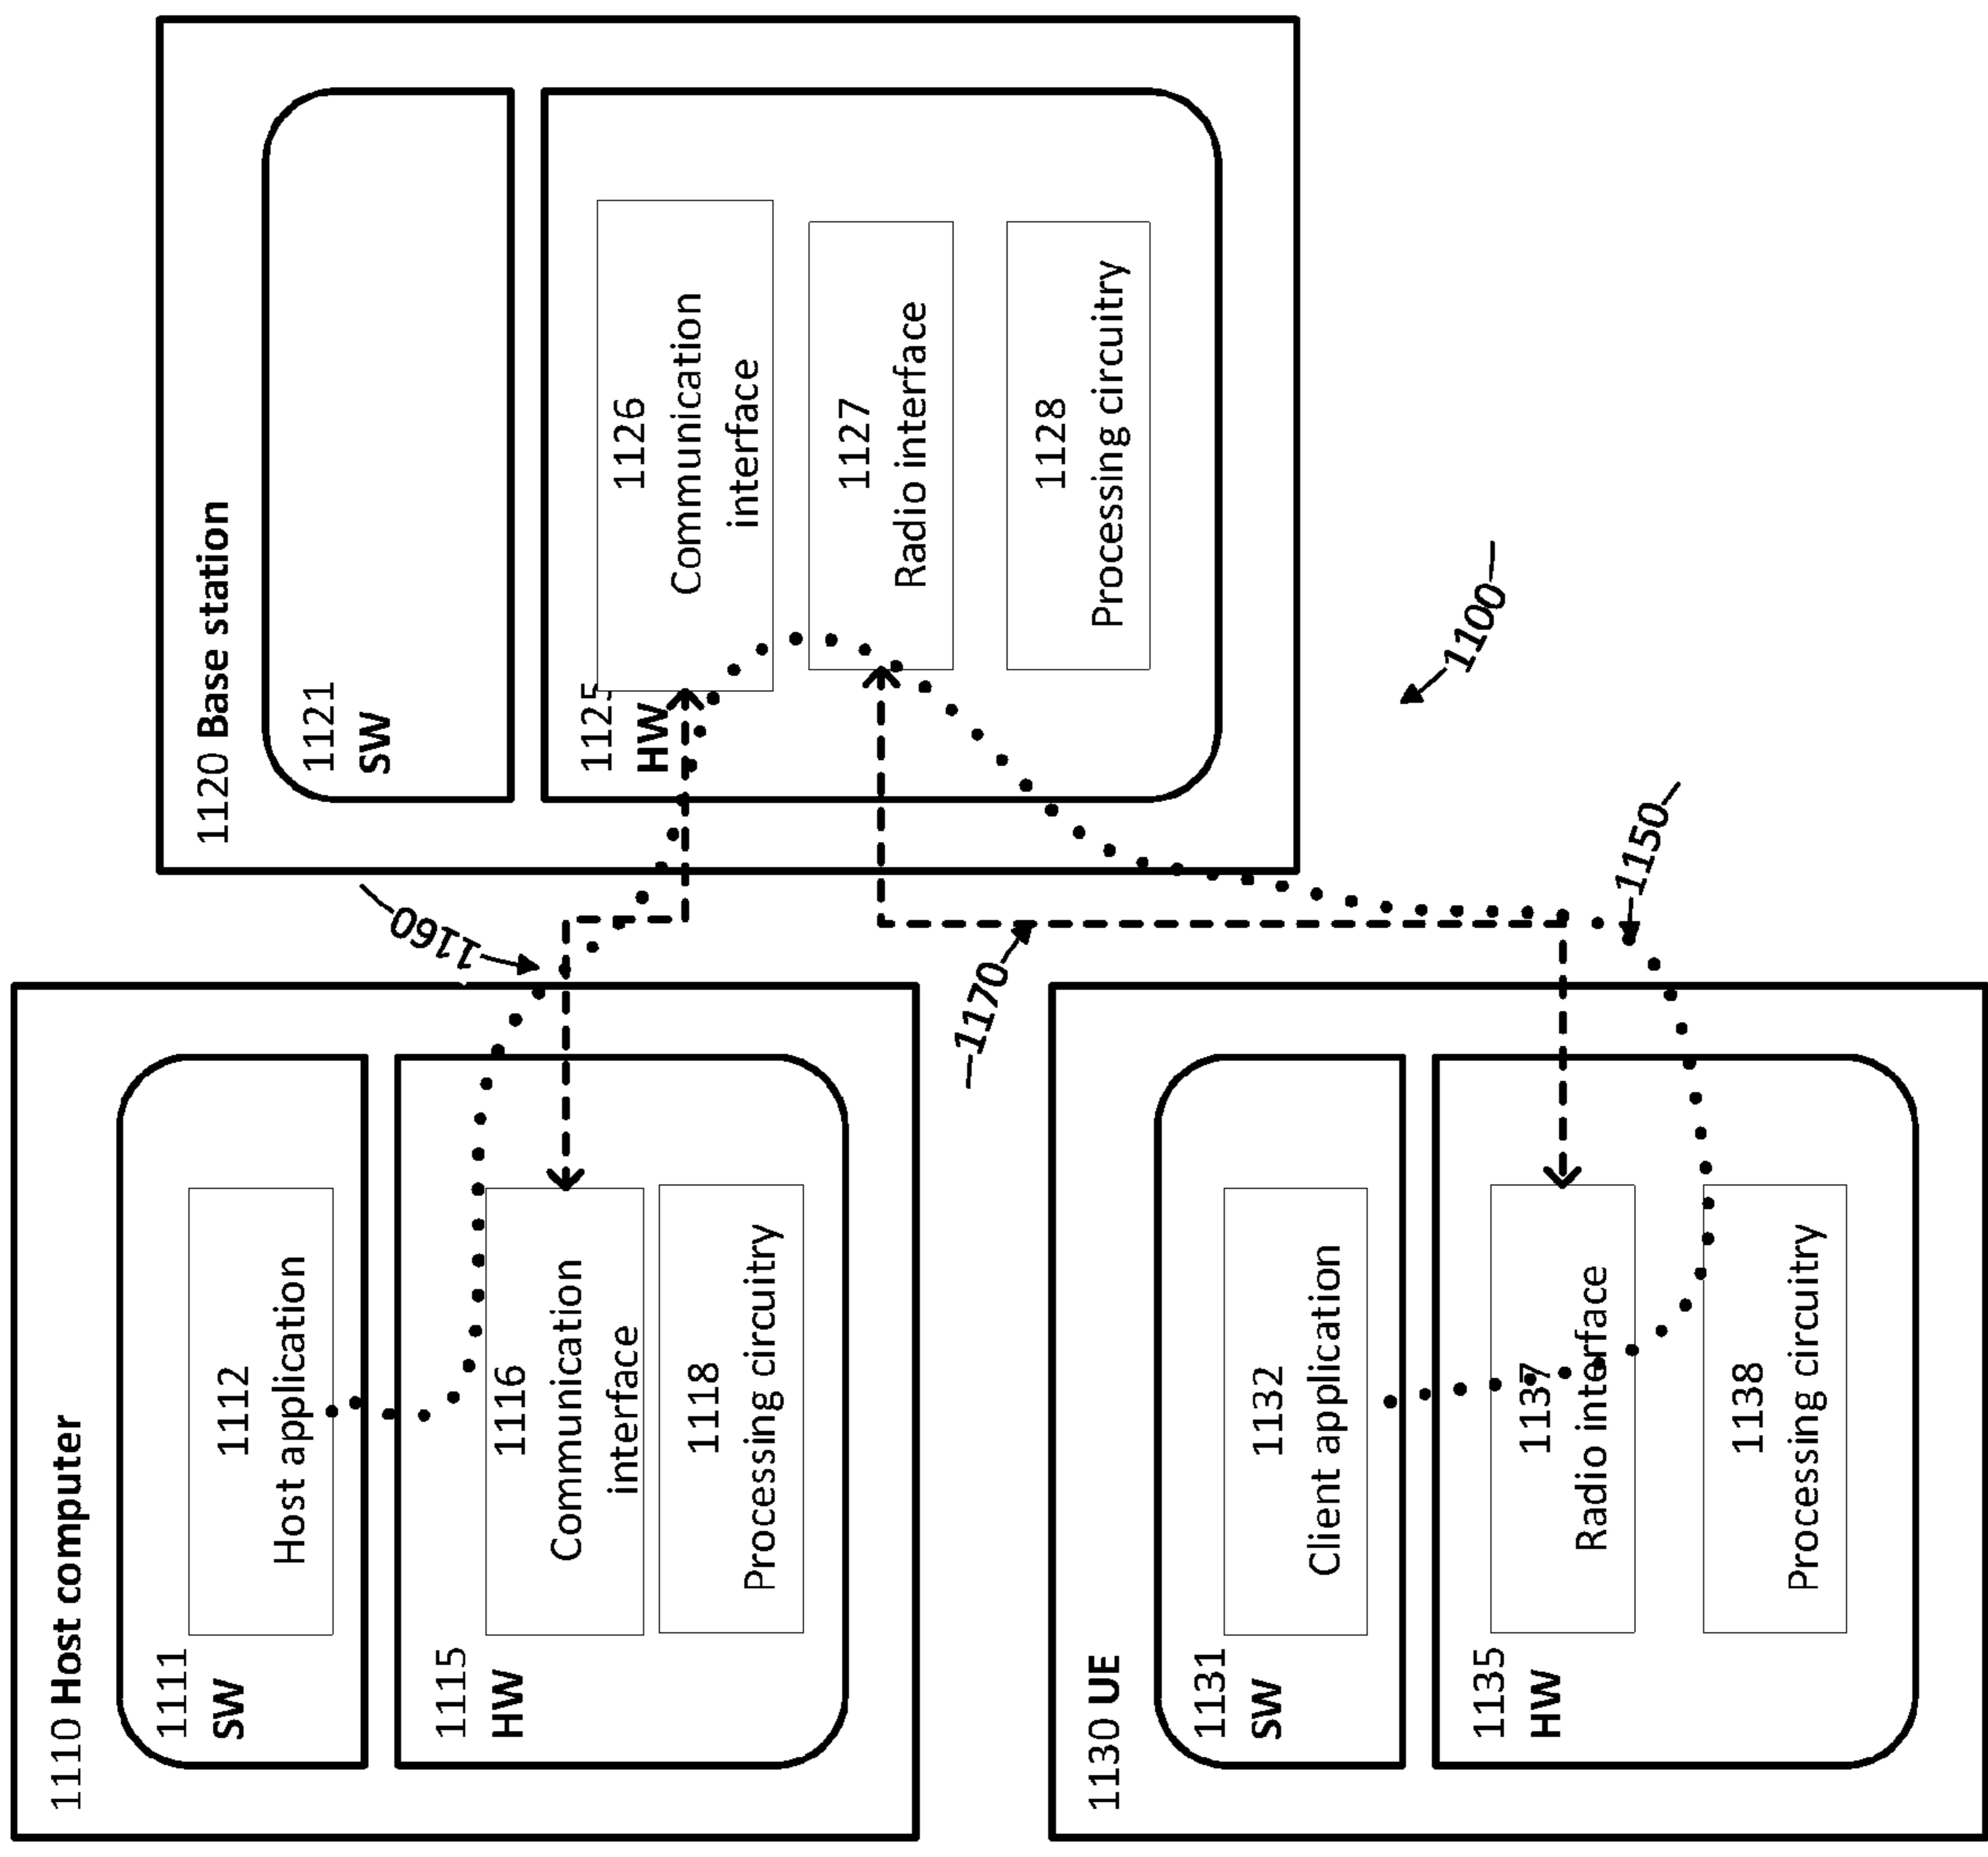 1110 Host computer
1111
SW
1112
Host application
1115
HW
1116
Communication
interface
1118
Processing circuitry
1160
1120 Base station
1121
SW
1125
HW
1126
Communication
interface
1127
Radio interface
1128
Processing circuitry
1130 UE
1131
SW
1132
Client application
1135
HW
1137
Radio interface
1138
Processing circuitry
1170
1150
1100